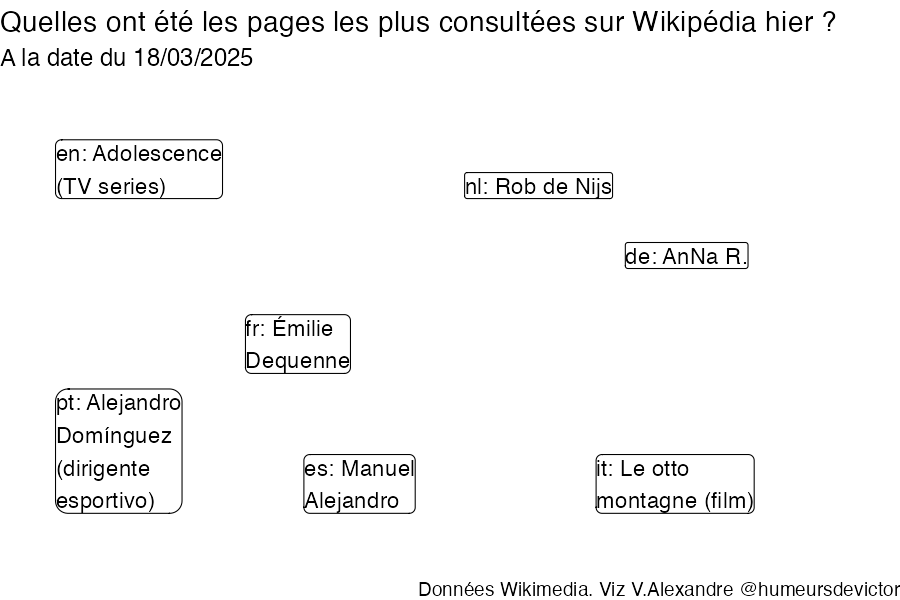 Quelles ont été les pages les plus consultées sur Wikipédia hier ?
A la date du 18/03/2025
en: Adolescence
(TV series)
nl: Rob de Nijs
de: AnNa R.
fr: Émilie
Dequenne
pt: Alejandro
Domínguez
(dirigente
esportivo)
es: Manuel
Alejandro
it: Le otto
montagne (film)
Données Wikimedia. Viz V.Alexandre @humeursdevictor